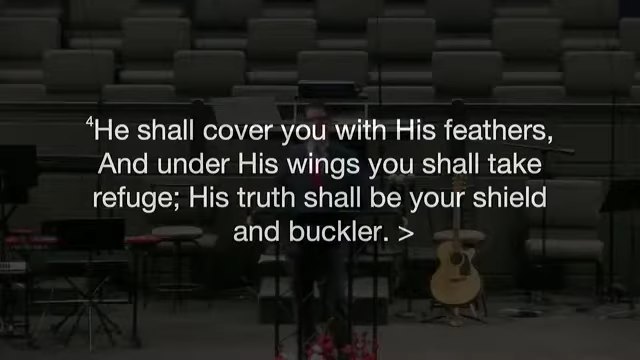 ⁴He shall cover you with His feathers,
And under His wings you shall take
refuge; His truth shall be your shield
and buckler. >